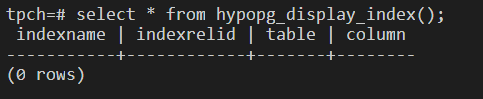 tpch=# select * from hypopg_display_index();
 indexname | indexrelid | table | column
-----------+------------+-------+--------
(0 rows)